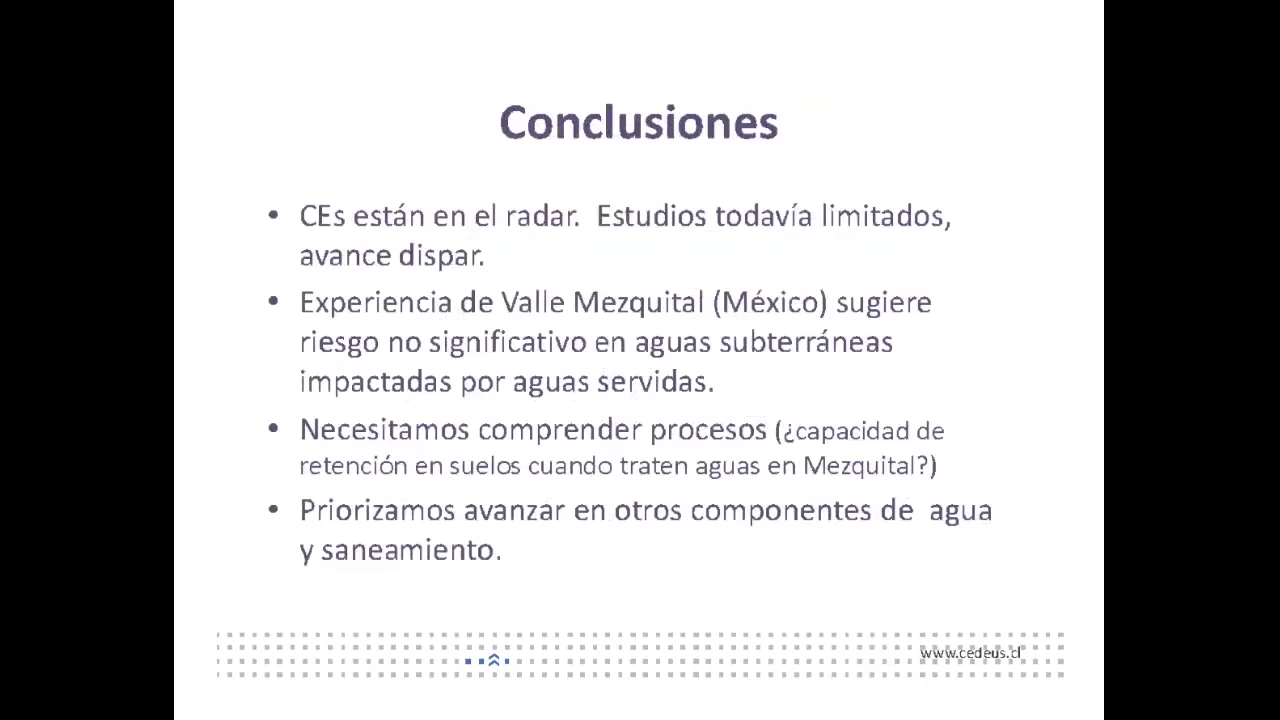 Conclusiones
• CEs están en el radar.  Estudios todavía limitados,
avance dispar.
• Experiencia de Valle Mezquital (México) sugiere
riesgo no significativo en aguas subterráneas
impactadas por aguas servidas.
• Necesitamos comprender procesos (¿capacidad de
retención en suelos cuando traten aguas en Mezquital?)
• Priorizamos avanzar en otros componentes de  agua
y saneamiento.
www.cedeus.cl